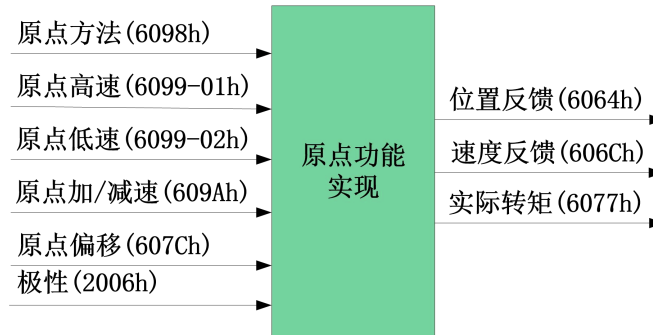 原点方法(6098h)
原点高速(6099-01h)
原点低速(6099-02h)
原点加/减速(609Ah)
原点偏移(607Ch)
极性(2006h)
原点功能
实现
位置反馈(6064h)
速度反馈(606Ch)
实际转矩(6077h)